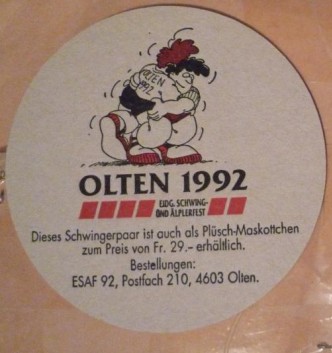 OLTEN
1992
OLTEN 1992
EIDG. SCHWING-
UND ÄLPLERFEST
Dieses Schwingerpaar ist auch als Plüsch-Maskottchen
zum Preis von Fr. 29.– erhältlich.
Bestellungen:
ESAF 92, Postfach 210, 4603 Olten.